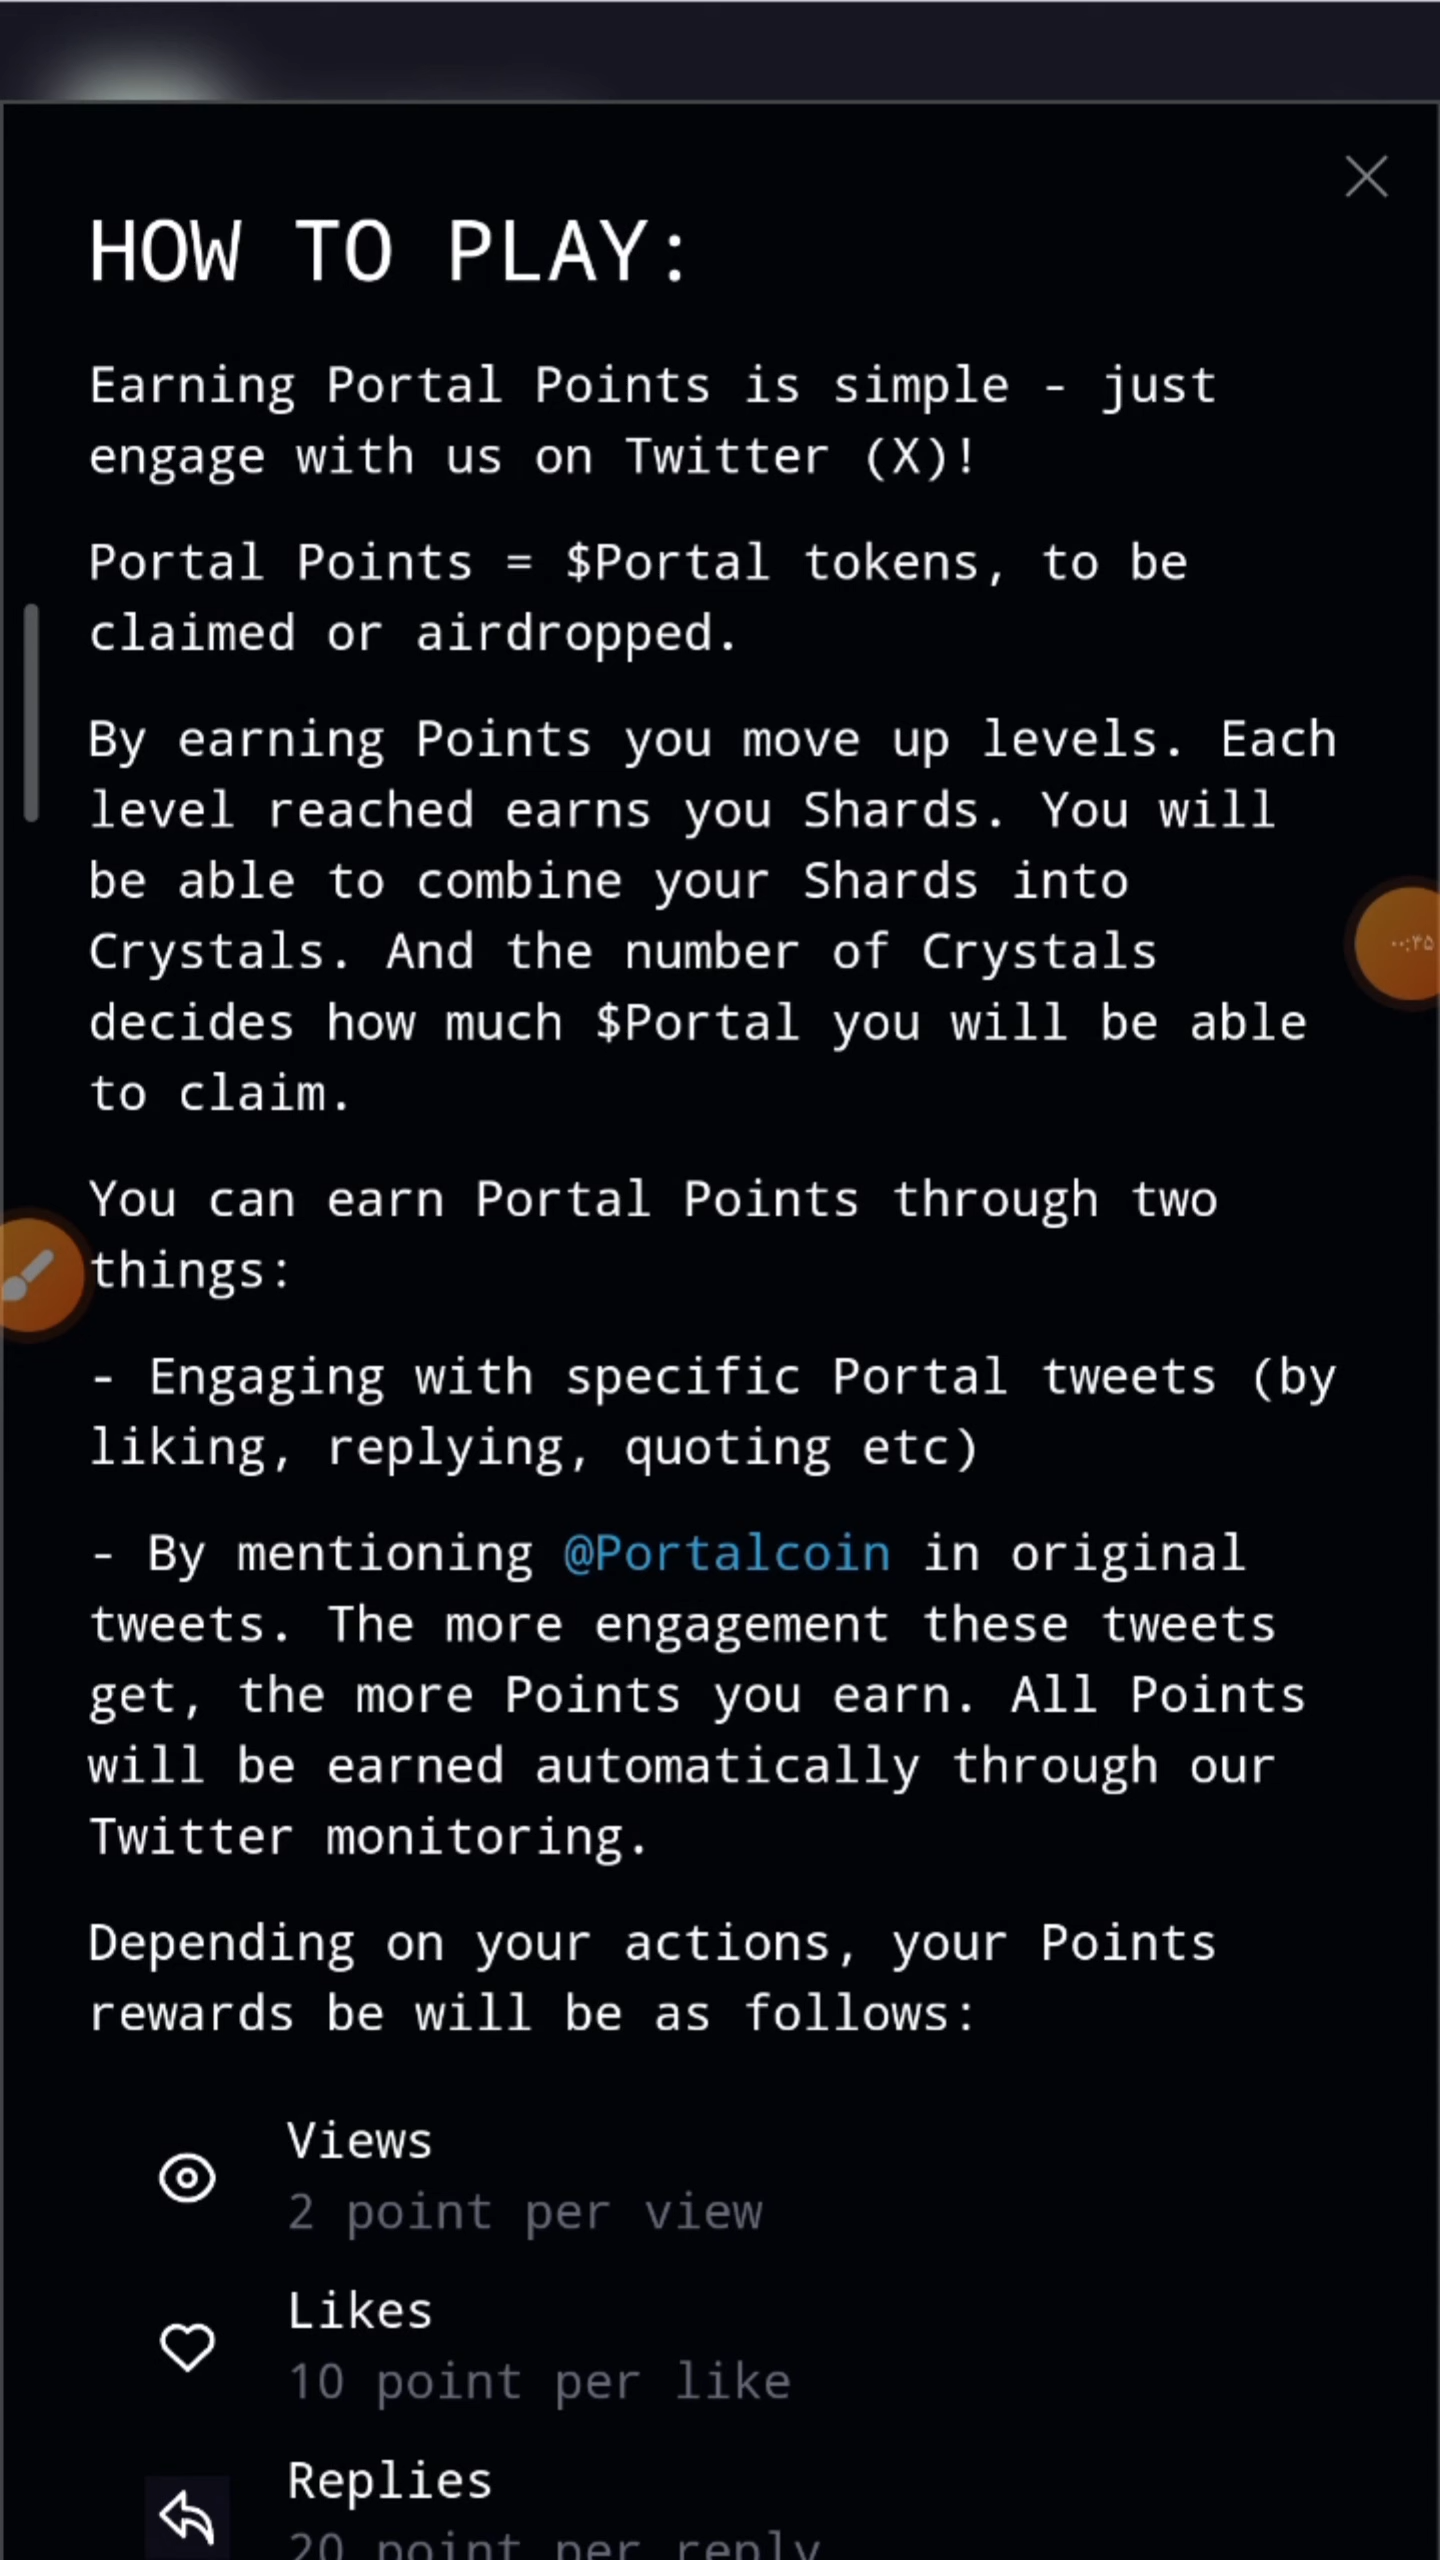 HOW TO PLAY:
Earning Portal Points is simple - just
engage with us on Twitter (X)!
Portal Points = $Portal tokens, to be
claimed or airdropped.
By earning Points you move up levels. Each
level reached earns you Shards. You will
be able to combine your Shards into
Crystals. And the number of Crystals
decides how much $Portal you will be able
to claim.
۰۰:۴۵
You can earn Portal Points through two
things:
- Engaging with specific Portal tweets (by
liking, replying, quoting etc)
- By mentioning @Portalcoin in original
tweets. The more engagement these tweets
get, the more Points you earn. All Points
will be earned automatically through our
Twitter monitoring.
Depending on your actions, your Points
rewards be will be as follows:
Views
2 point per view
Likes
10 point per like
Replies
20 point per reply